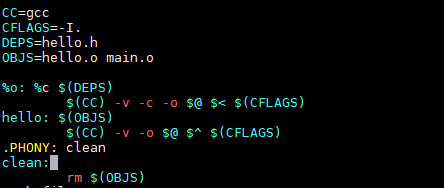 CC=gcc
CFLAGS=-I.
DEPS=hello.h
OBJS=hello.o main.o
%o: %c $(DEPS)
$(CC) -v -c -o $@ $< $(CFLAGS)
hello: $(OBJS)
$(CC) -v -o $@ $^ $(CFLAGS)
.PHONY: clean
clean:
rm $(OBJS)